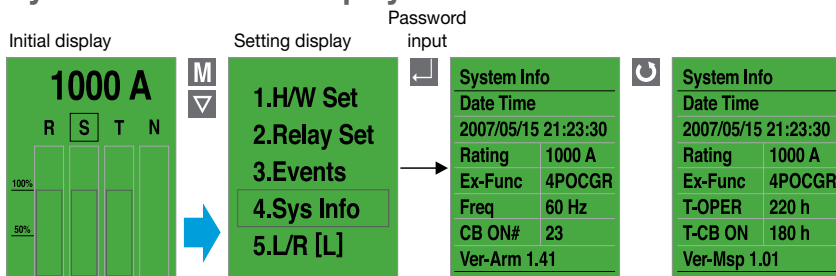 Password
input
Initial display
1000 A
R S T N
100%
50%
M
Setting display
1.H/W Set
2.Relay Set
3.Events
4.Sys Info
5.L/R [L]
System Info
Date Time
2007/05/15 21:23:30
Rating 1000 A
Ex-Func 4POCGR
Freq 60 Hz
CB ON# 23
Ver-Arm 1.41
System Info
Date Time
2007/05/15 21:23:30
Rating 1000 A
Ex-Func 4POCGR
T-OPER 220 h
T-CB ON 180 h
Ver-Msp 1.01